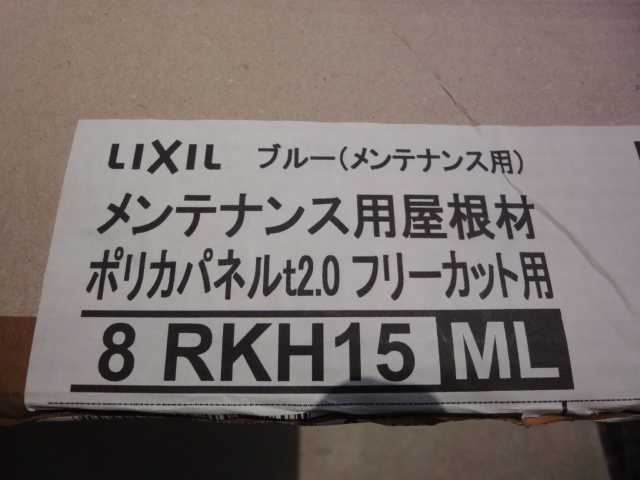 LIXIL ブルー(メンテナンス用)
メンテナンス用屋根材
ポリカパネルt2.0 フリーカット用
8 RKH15 ML